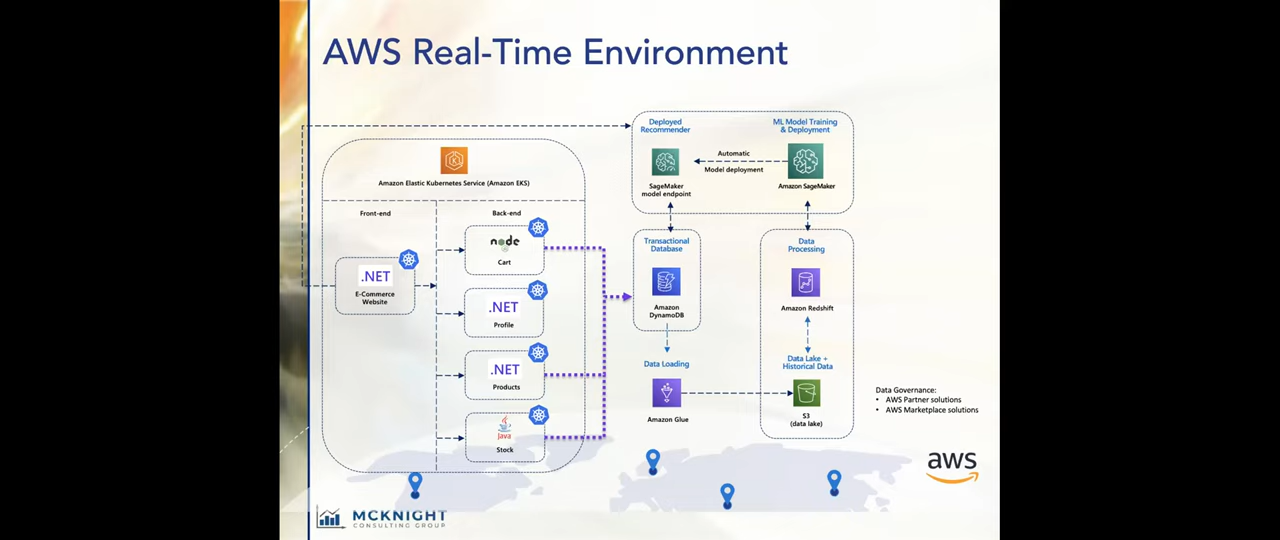 AWS Real-Time Environment
Amazon Elastic Kubernetes Service (Amazon EKS)
Front-end
Back-end
.NET
E-Commerce
Website
node
Cart
.NET
Profile
.NET
Products
Java
Stock
Deployed
Recommender
ML Model Training
& Deployment
Automatic
Model deployment
SageMaker
model endpoint
Amazon SageMaker
Transactional
Database
Amazon
DynamoDB
Data
Processing
Amazon Redshift
Data Loading
Amazon Glue
Data Lake +
Historical Data
S3
(data lake)
Data Governance:
• AWS Partner solutions
• AWS Marketplace solutions
aws
MCKNIGHT
CONSULTING GROUP